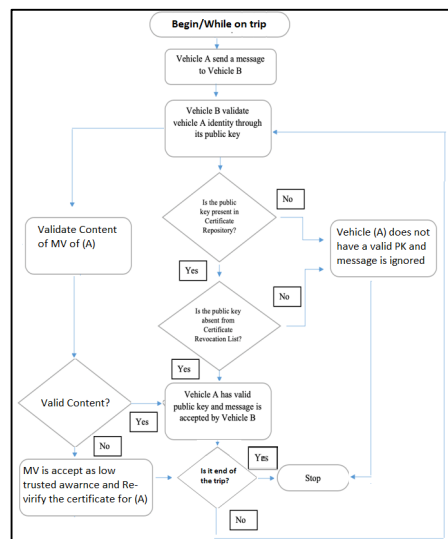 Begin/While on trip
Vehicle A send a message
to Vehicle B
Vehicle B validate
vehicle A identity through
its public key
Is the public
key present in
Certificate
Repository?
No
Validate Content
of MV of (A)
Vehicle (A) does not
have a valid PK and
message is ignored
Yes
Is the public key
absent from
Certificate
Revocation List?
No
Yes
Valid Content?
Yes
Vehicle A has valid
public key and message is
accepted by Vehicle B
No
MV is accept as low
trusted awarnce and Re-
virify the certificate for (A)
Is it end of
the trip?
Yes
Stop
No